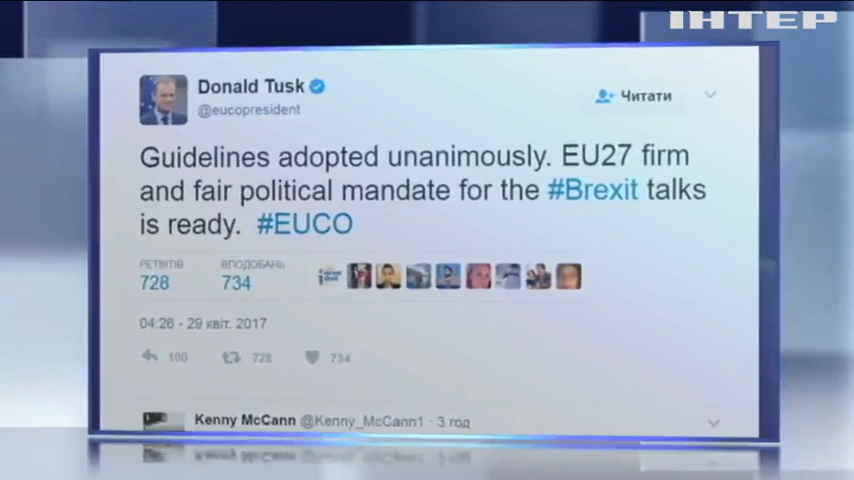 ІНТЕР
Donald Tusk
@eucopresident
Читати
Guidelines adopted unanimously. EU27 firm
and fair political mandate for the #Brexit talks
is ready. #EUCO
РЕТВІТІВ ВПОДОБАНЬ
728 734
04:26 - 29 квіт. 2017
728 734
Kenny McCann @Kenny_McCann1 · 3 год